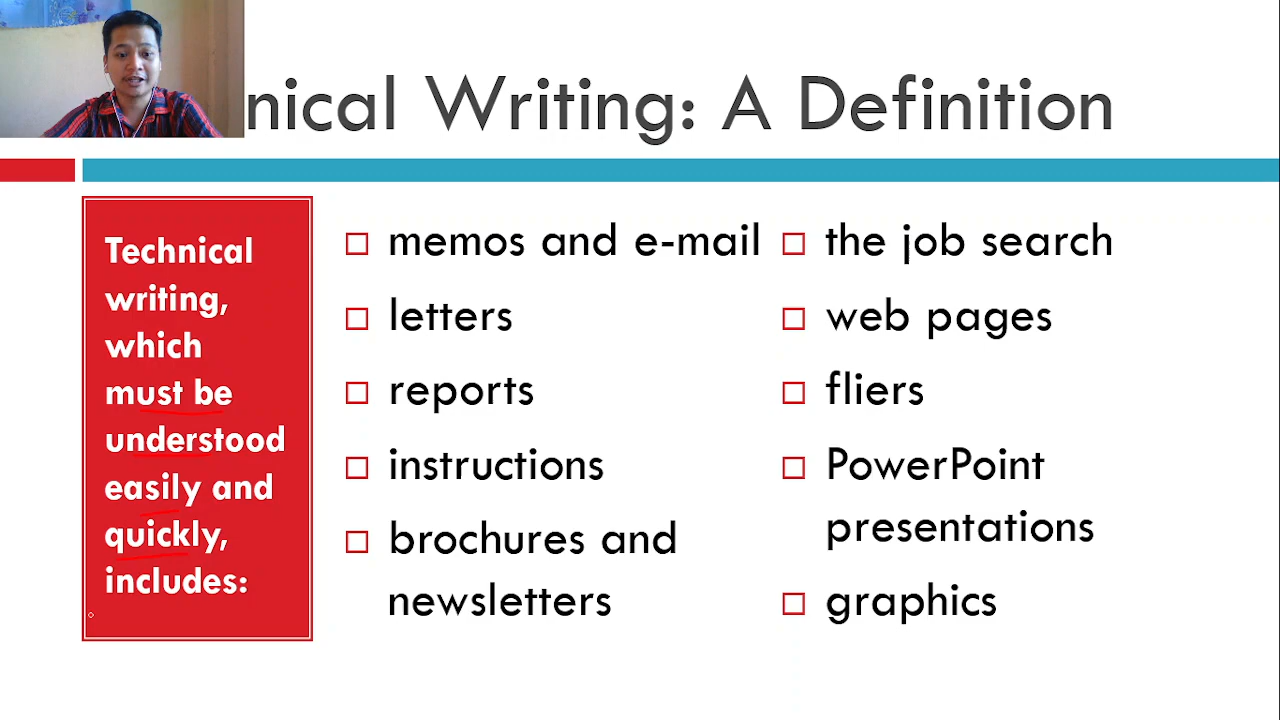 nical Writing: A Definition
Technical
writing,
which
must be
understood
easily and
quickly,
includes:
memos and e-mail
letters
reports
instructions
brochures and
newsletters
the job search
web pages
fliers
PowerPoint
presentations
graphics